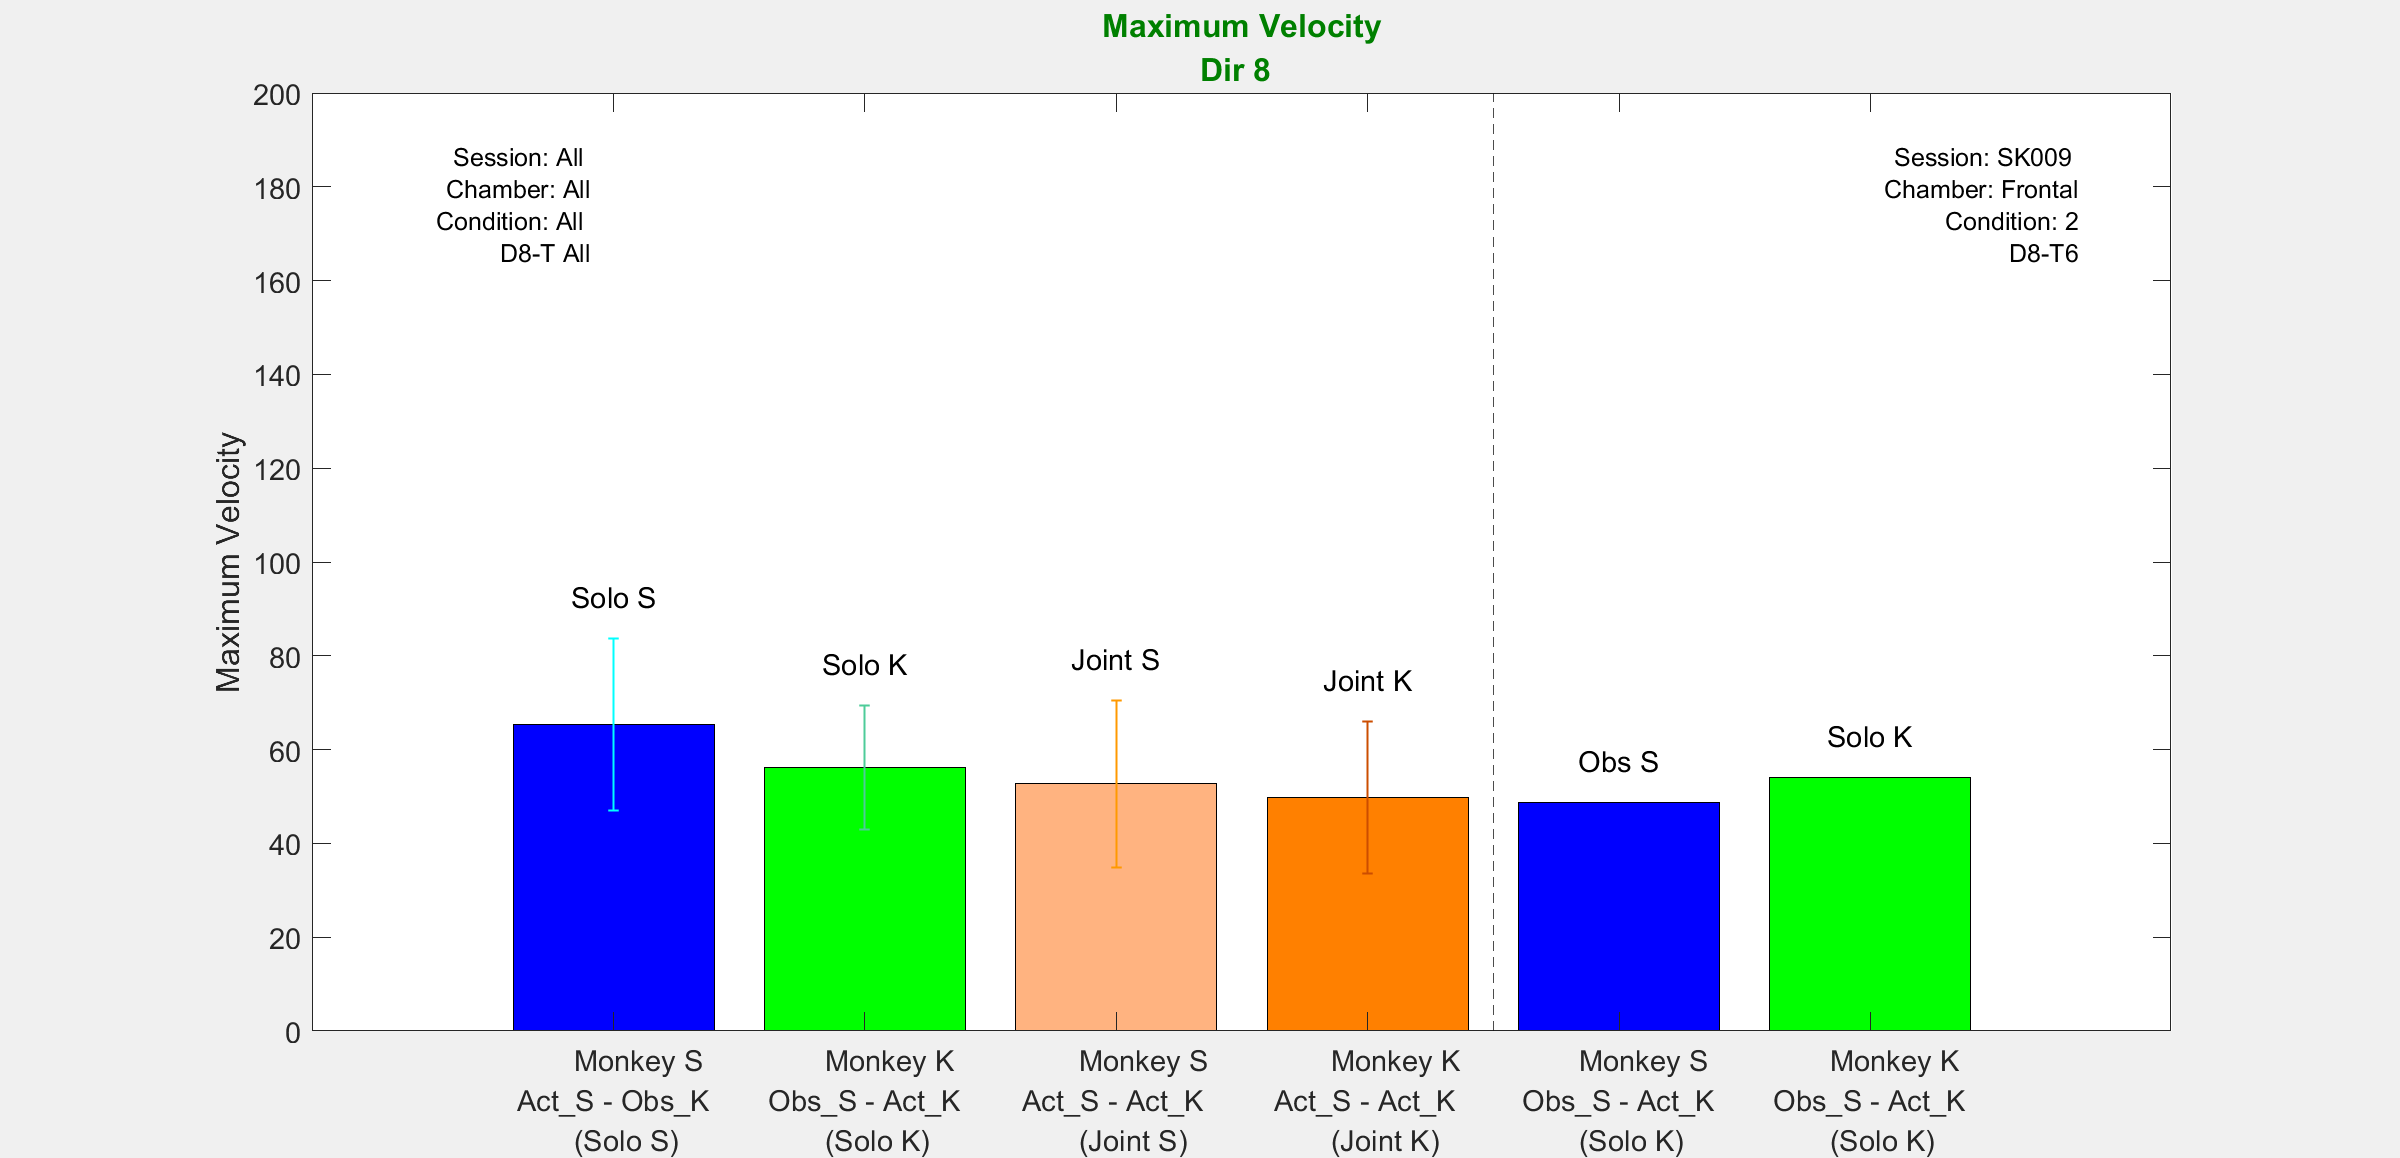 Maximum Velocity
Dir 8
200
180
160
140
120
100
80
60
40
20
0
Maximum Velocity
Session: All
Chamber: All
Condition: All
D8-T All
Session: SK009
Chamber: Frontal
Condition: 2
D8-T6
Solo S
Solo K
Joint S
Joint K
Obs S
Solo K
Monkey S
Act_S - Obs_K
(Solo S)
Monkey K
Obs_S - Act_K
(Solo K)
Monkey S
Act_S - Act_K
(Joint S)
Monkey K
Act_S - Act_K
(Joint K)
Monkey S
Obs_S - Act_K
(Solo K)
Monkey K
Obs_S - Act_K
(Solo K)